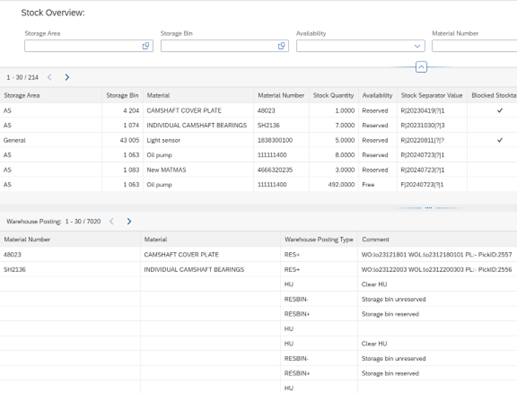 Stock Overview:
Storage Area Storage Bin Availability Material Number
1 - 30 / 214
Storage Area Storage Bin Material Material Number Stock Quantity Availability Stock Separator Value Blocked Stockta
AS 4 204 CAMSHAFT COVER PLATE 48023 1.0000 Reserved R|20230419|?|1
AS 1 074 INDIVIDUAL CAMSHAFT BEARINGS SH2136 7.0000 Reserved R|20231030|?|3
General 43 005 Light sensor 1838300100 5.0000 Reserved R|20220811|?|?
AS 1 063 Oil pump 111111400 8.0000 Reserved R|20240723|?|1
AS 1 083 New MATMAS 4666320235 3.0000 Reserved R|20240723|?|1
AS 1 063 Oil pump 111111400 492.0000 Free F|20240723|?|1
Warehouse Posting: 1 - 30 / 7020
Material Number Material Warehouse Posting Type Comment
48023 CAMSHAFT COVER PLATE RES+ WO:lo23121801 WOL:lo2312180101 PL:- PickID:2557
SH2136 INDIVIDUAL CAMSHAFT BEARINGS RES+ WO:lo23122003 WOL:lo2312200303 PL:- PickID:2556
HU Clear HU
RESBIN- Storage bin unreserved
RESBIN+ Storage bin reserved
HU
HU Clear HU
RESBIN- Storage bin unreserved
RESBIN+ Storage bin reserved
HU